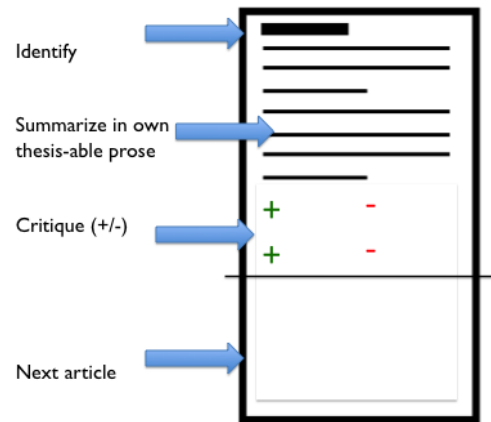 Identify
Summarize in own
thesis-able prose
Critique (+/-)
+ -
+ -
Next article